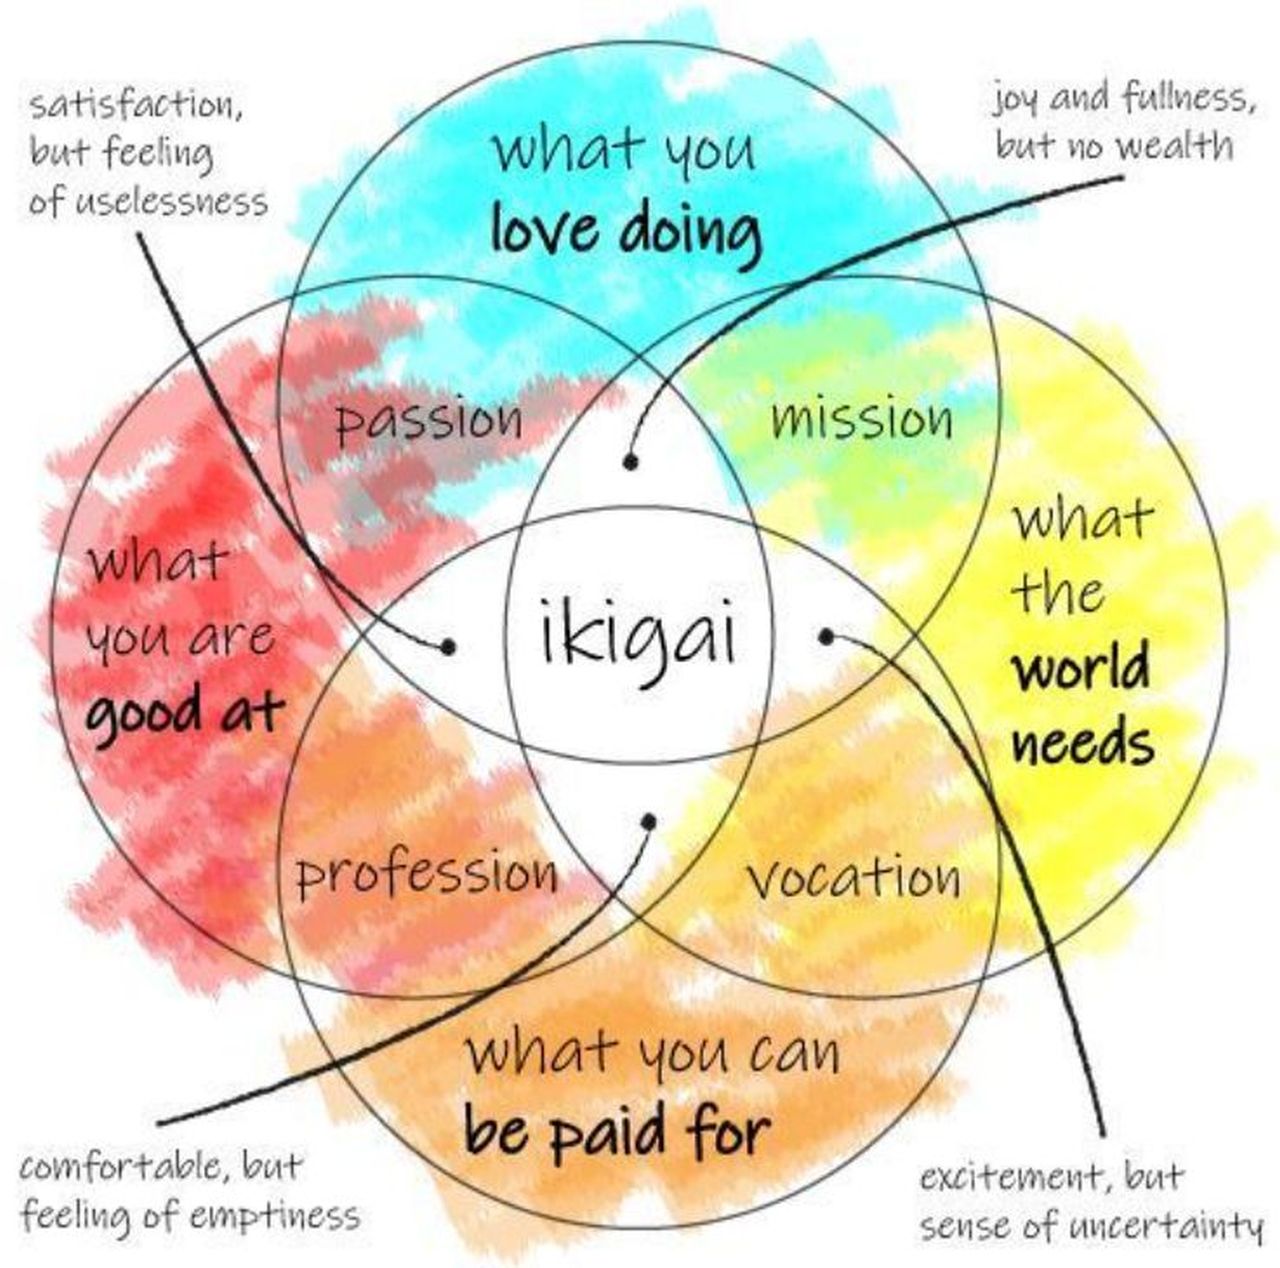 satisfaction,
but feeling
of uselessness
joy and fullness,
but no wealth
what you
love doing
passion
mission
what
you are
good at
ikigai
what
the
world
needs
profession
vocation
what you can
be paid for
comfortable, but
feeling of emptiness
excitement, but
sense of uncertainty